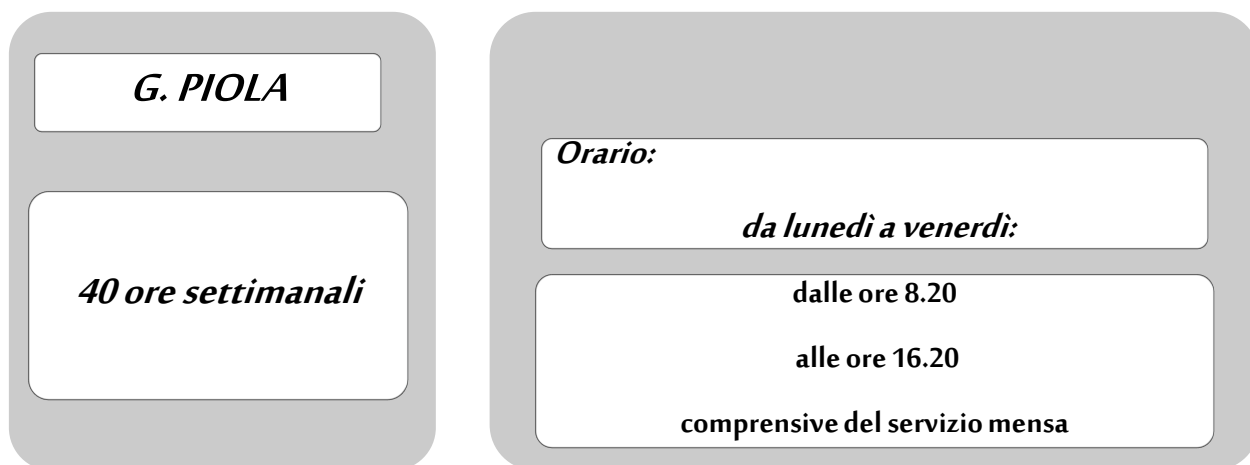 G. PIOLA
40 ore settimanali
Orario:
da lunedì a venerdì:
dalle ore 8.20
alle ore 16.20
comprensive del servizio mensa